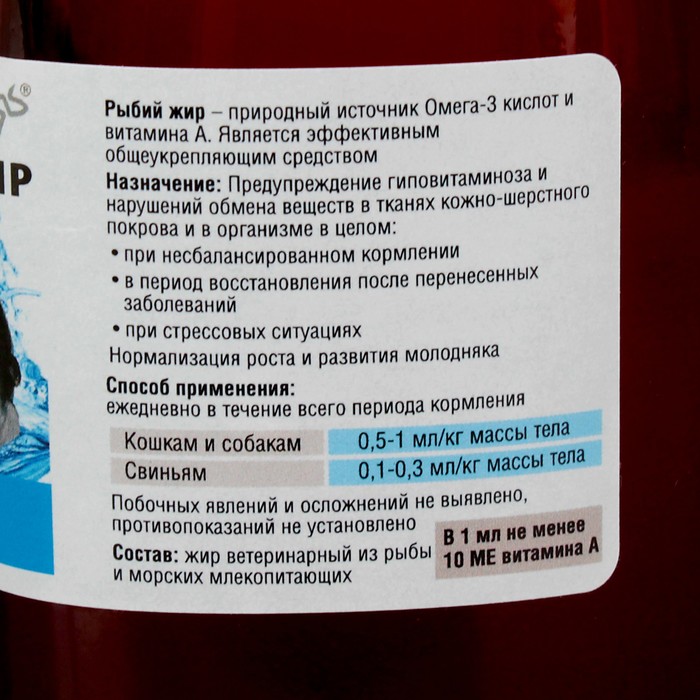 ®
ИР
Рыбий жир – природный источник Омега-3 кислот и
витамина А. Является эффективным
общеукрепляющим средством
Назначение: Предупреждение гиповитаминоза и
нарушений обмена веществ в тканях кожно-шерстного
покрова и в организме в целом:
• при несбалансированном кормлении
• в период восстановления после перенесенных
заболеваний
• при стрессовых ситуациях
Нормализация роста и развития молодняка
Способ применения:
ежедневно в течение всего периода кормления
Кошкам и собакам 0,5-1 мл/кг массы тела
Свиньям 0,1-0,3 мл/кг массы тела
Побочных явлений и осложнений не выявлено,
противопоказаний не установлено
Состав: жир ветеринарный из рыбы
и морских млекопитающих
В 1 мл не менее
10 МЕ витамина А